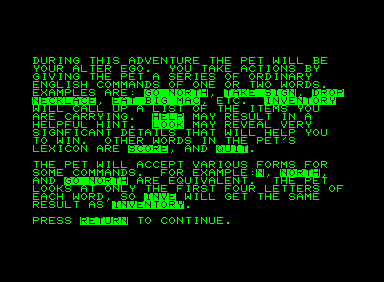 DURING THIS ADVENTURE THE PET WILL BE
YOUR ALTER EGO.  YOU TAKE ACTIONS BY
GIVING THE PET A SERIES OF ORDINARY
ENGLISH COMMANDS OF ONE OR TWO WORDS.
EXAMPLES ARE: GO NORTH, TAKE SIGN, DROP
NECKLACE, EAT BIG MAC, ETC.  INVENTORY
WILL CALL UP A LIST OF THE ITEMS YOU
ARE CARRYING.  HELP MAY RESULT IN A
HELPFUL HINT.  LOOK MAY REVEAL VERY
SIGNFICANT DETAILS THAT WILL HELP YOU
TO WIN.  OTHER WORDS IN THE PET'S
LEXICON ARE SCORE, AND QUIT.
THE PET WILL ACCEPT VARIOUS FORMS FOR
SOME COMMANDS.  FOR EXAMPLE:N, NORTH,
AND GO NORTH ARE EQUIVALENT.  THE PET
LOOKS AT ONLY THE FIRST FOUR LETTERS OF
EACH WORD, SO INVE WILL GET THE SAME
RESULT AS INVENTORY.
PRESS RETURN TO CONTINUE.